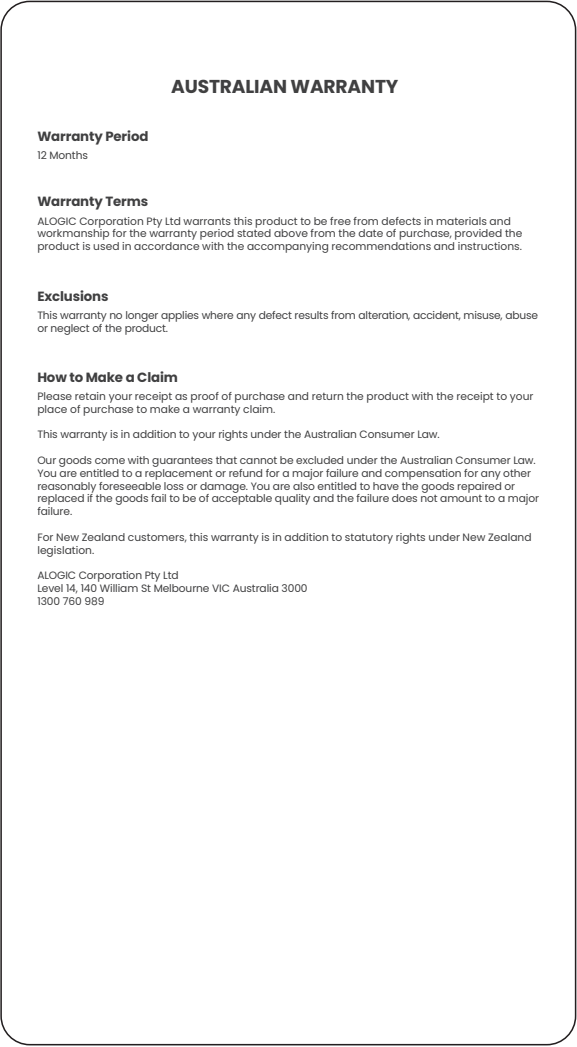 AUSTRALIAN WARRANTY
Warranty Period
12 Months
Warranty Terms
ALOGIC Corporation Pty Ltd warrants this product to be free from defects in materials and
workmanship for the warranty period stated above from the date of purchase, provided the
product is used in accordance with the accompanying recommendations and instructions.
Exclusions
This warranty no longer applies where any defect results from alteration, accident, misuse, abuse
or neglect of the product.
How to Make a Claim
Please retain your receipt as proof of purchase and return the product with the receipt to your
place of purchase to make a warranty claim.
This warranty is in addition to your rights under the Australian Consumer Law.
Our goods come with guarantees that cannot be excluded under the Australian Consumer Law.
You are entitled to a replacement or refund for a major failure and compensation for any other
reasonably foreseeable loss or damage. You are also entitled to have the goods repaired or
replaced if the goods fail to be of acceptable quality and the failure does not amount to a major
failure.
For New Zealand customers, this warranty is in addition to statutory rights under New Zealand
legislation.
ALOGIC Corporation Pty Ltd
Level 14, 140 William St Melbourne VIC Australia 3000
1300 760 989